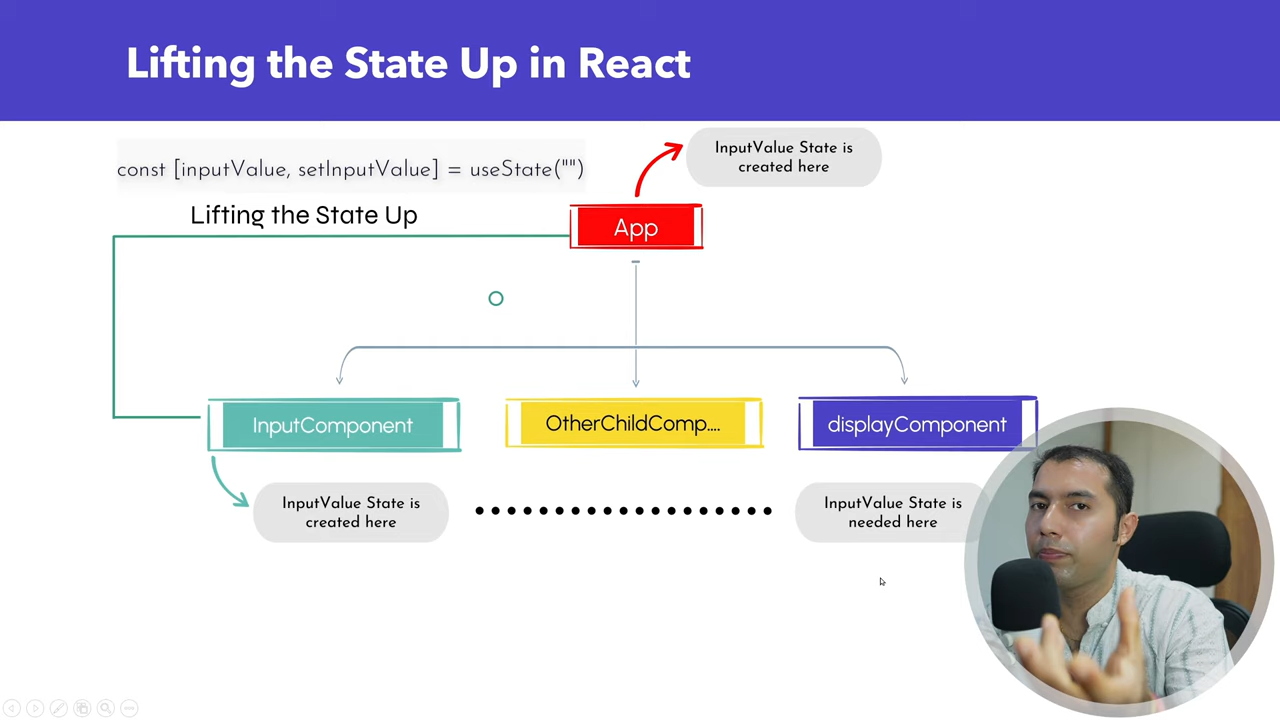 Lifting the State Up in React
InputValue State is
created here
const [inputValue, setInputValue] = useState("")
Lifting the State Up
App
InputComponent
OtherChildComp....
displayComponent
InputValue State is
created here
InputValue State is
needed here